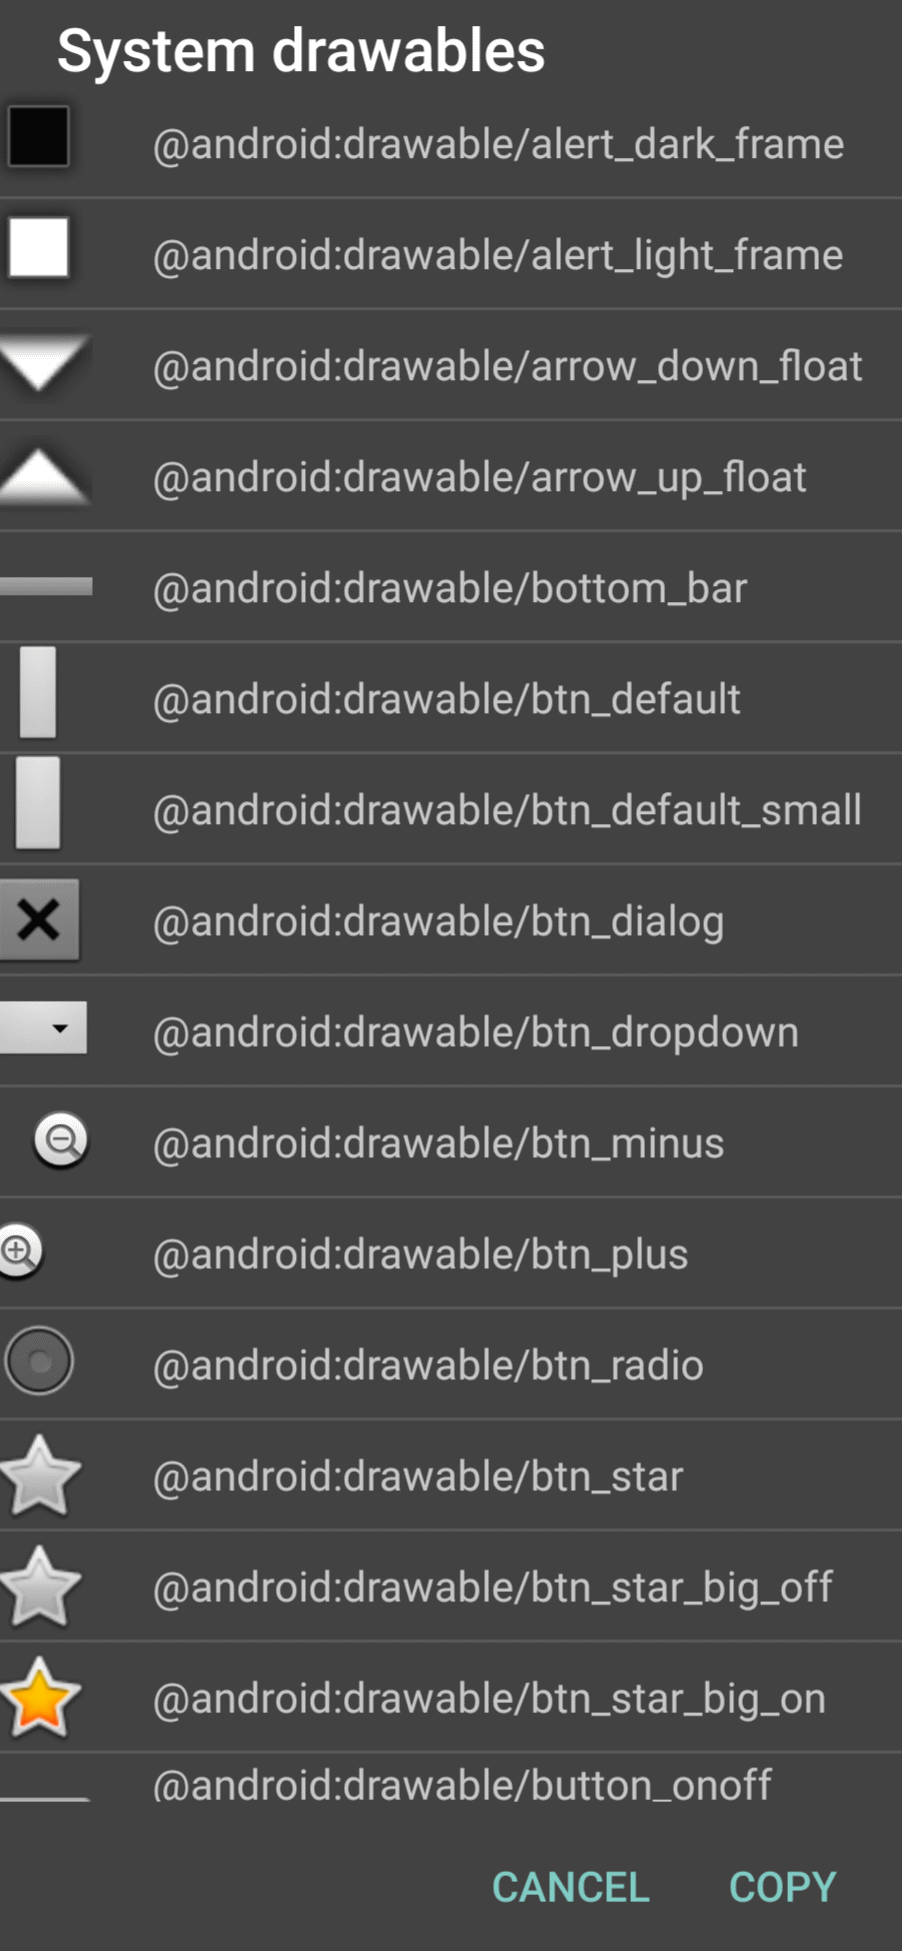 System drawables
@android:drawable/alert_dark_frame
@android:drawable/alert_light_frame
@android:drawable/arrow_down_float
@android:drawable/arrow_up_float
@android:drawable/bottom_bar
@android:drawable/btn_default
@android:drawable/btn_default_small
@android:drawable/btn_dialog
@android:drawable/btn_dropdown
@android:drawable/btn_minus
@android:drawable/btn_plus
@android:drawable/btn_radio
@android:drawable/btn_star
@android:drawable/btn_star_big_off
@android:drawable/btn_star_big_on
@android:drawable/button_onoff
CANCEL COPY